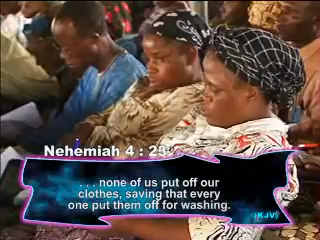 Nehemiah 4 : 23
. . . none of us put off our
clothes, saving that every
one put them off for washing.
(KJV)